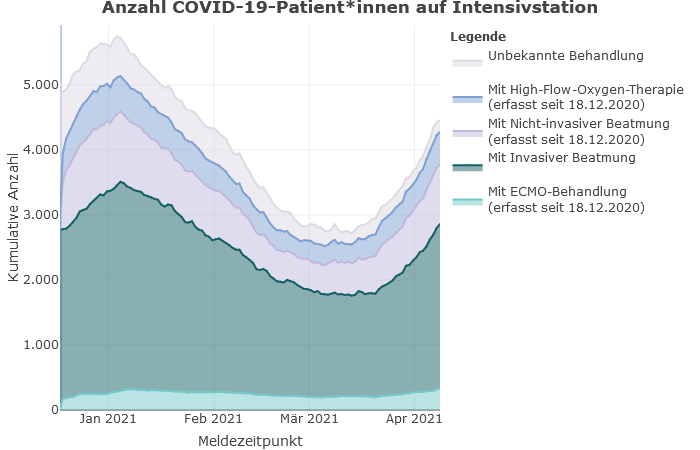 Anzahl COVID-19-Patient*innen auf Intensivstation
Legende
Unbekannte Behandlung
Mit High-Flow-Oxygen-Therapie
(erfasst seit 18.12.2020)
Mit Nicht-invasiver Beatmung
(erfasst seit 18.12.2020)
Mit Invasiver Beatmung
Mit ECMO-Behandlung
(erfasst seit 18.12.2020)
Kumulative Anzahl
5.000
4.000
3.000
2.000
1.000
0
Jan 2021 Feb 2021 Mär 2021 Apr 2021
Meldezeitpunkt